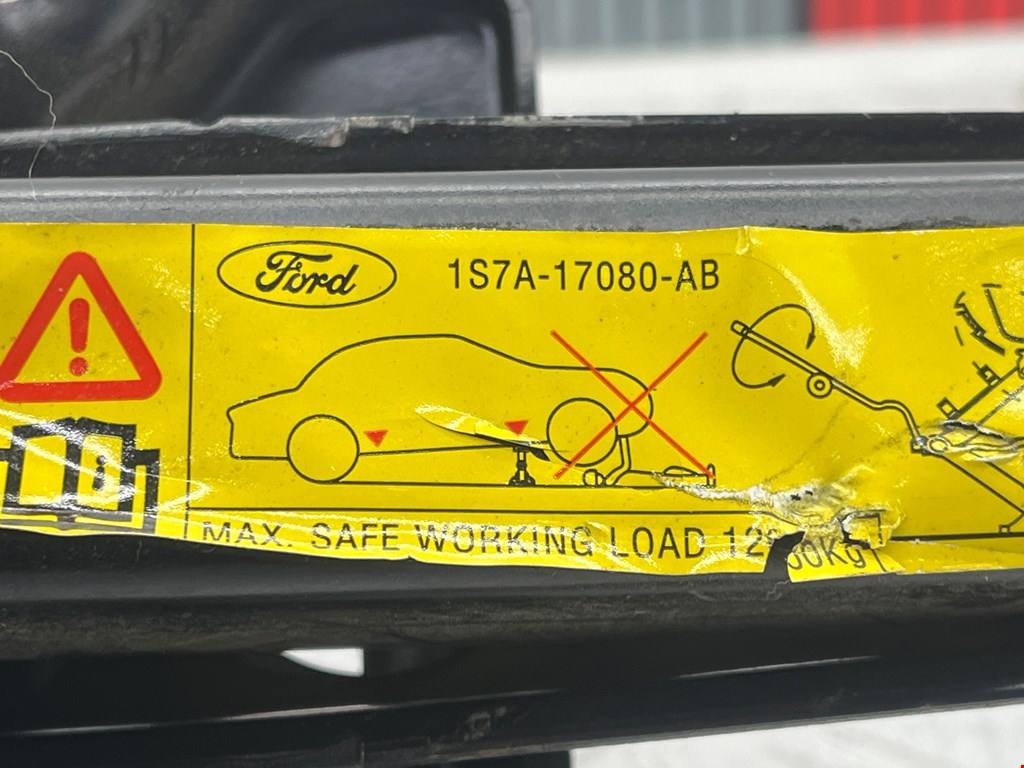 Ford
1S7A-17080-AB
i
MAX. SAFE WORKING LOAD